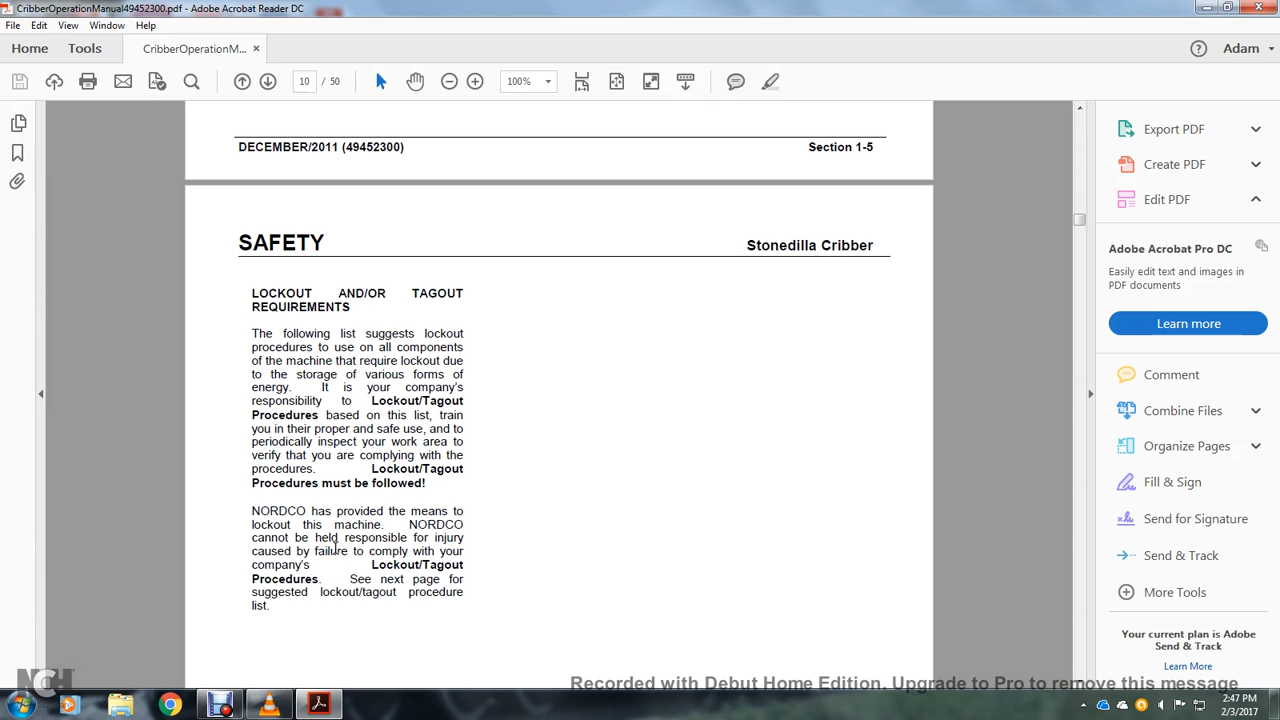 CribberOperationManual49452300.pdf - Adobe Acrobat Reader DC
File Edit View Window Help
Home Tools CribberOperationM... × Adam
10 / 50 100%
DECEMBER/2011 (49452300) Section 1-5
SAFETY Stonedilla Cribber
LOCKOUT AND/OR TAGOUT
REQUIREMENTS
The following list suggests lockout
procedures to use on all components
of the machine that require lockout due
to the storage of various forms of
energy. It is your company's
responsibility to Lockout/Tagout
Procedures based on this list, train
you in their proper and safe use, and to
periodically inspect your work area to
verify that you are complying with the
procedures. Lockout/Tagout
Procedures must be followed!
NORDCO has provided the means to
lockout this machine. NORDCO
cannot be held responsible for injury
caused by failure to comply with your
company's Lockout/Tagout
Procedures. See next page for
suggested lockout/tagout procedure
list.
Export PDF
Create PDF
Edit PDF
Adobe Acrobat Pro DC
Easily edit text and images in
PDF documents
Learn more
Comment
Combine Files
Organize Pages
Fill & Sign
Send for Signature
Send & Track
More Tools
Your current plan is Adobe
Send & Track
Learn More
NCH
Recorded with Debut Home Edition. Upgrade to Pro to remove this message
2:47 PM
2/3/2017